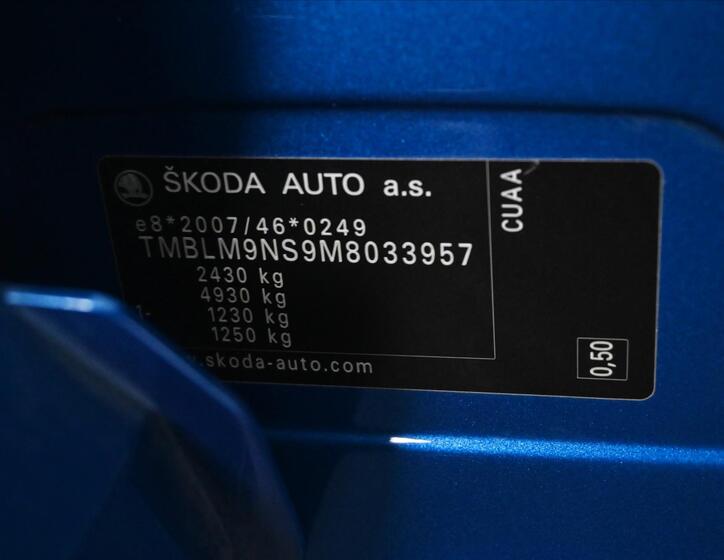 ŠKODA AUTO a.s.
e8*2007/46*0249
TMBLM9NS9M8033957
2430 kg
4930 kg
1- 1230 kg
1250 kg
.skoda-auto.com
CUAA
0,50